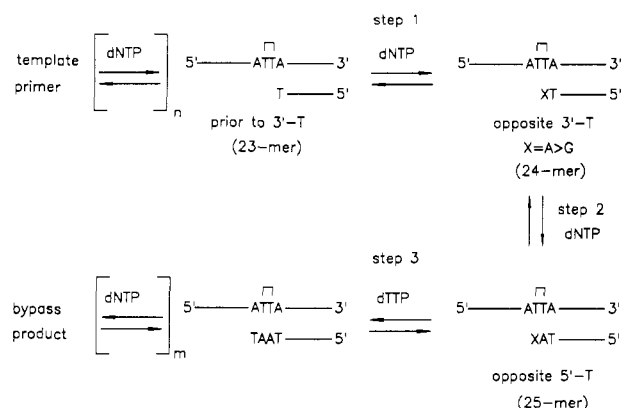 step 1
template primer
dNTP
n
5' ATTA 3'
T 5'
prior to 3'-T
(23-mer)
dNTP
5' ATTA 3'
XT 5'
opposite 3'-T
X=A>G
(24-mer)
step 2
dNTP
step 3
bypass product
dNTP
m
5' ATTA 3'
TAAT 5'
dTTP
5' ATTA 3'
XAT 5'
opposite 5'-T
(25-mer)